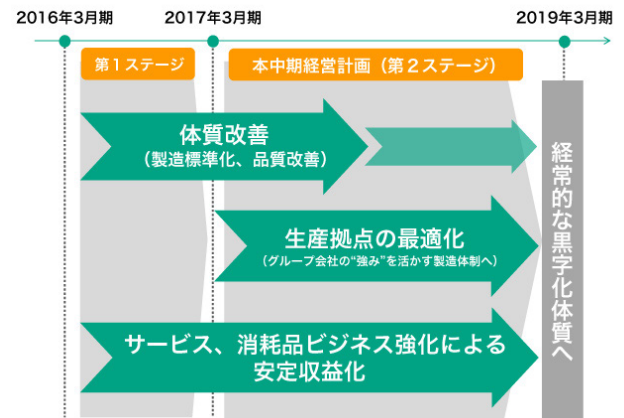 2016年3月期
2017年3月期
2019年3月期
第1ステージ
本中期経営計画（第2ステージ）
体質改善
（製造標準化、品質改善）
生産拠点の最適化
（グループ会社の“強み”を活かす製造体制へ）
サービス、消耗品ビジネス強化による
安定収益化
経常的な黒字化体質へ